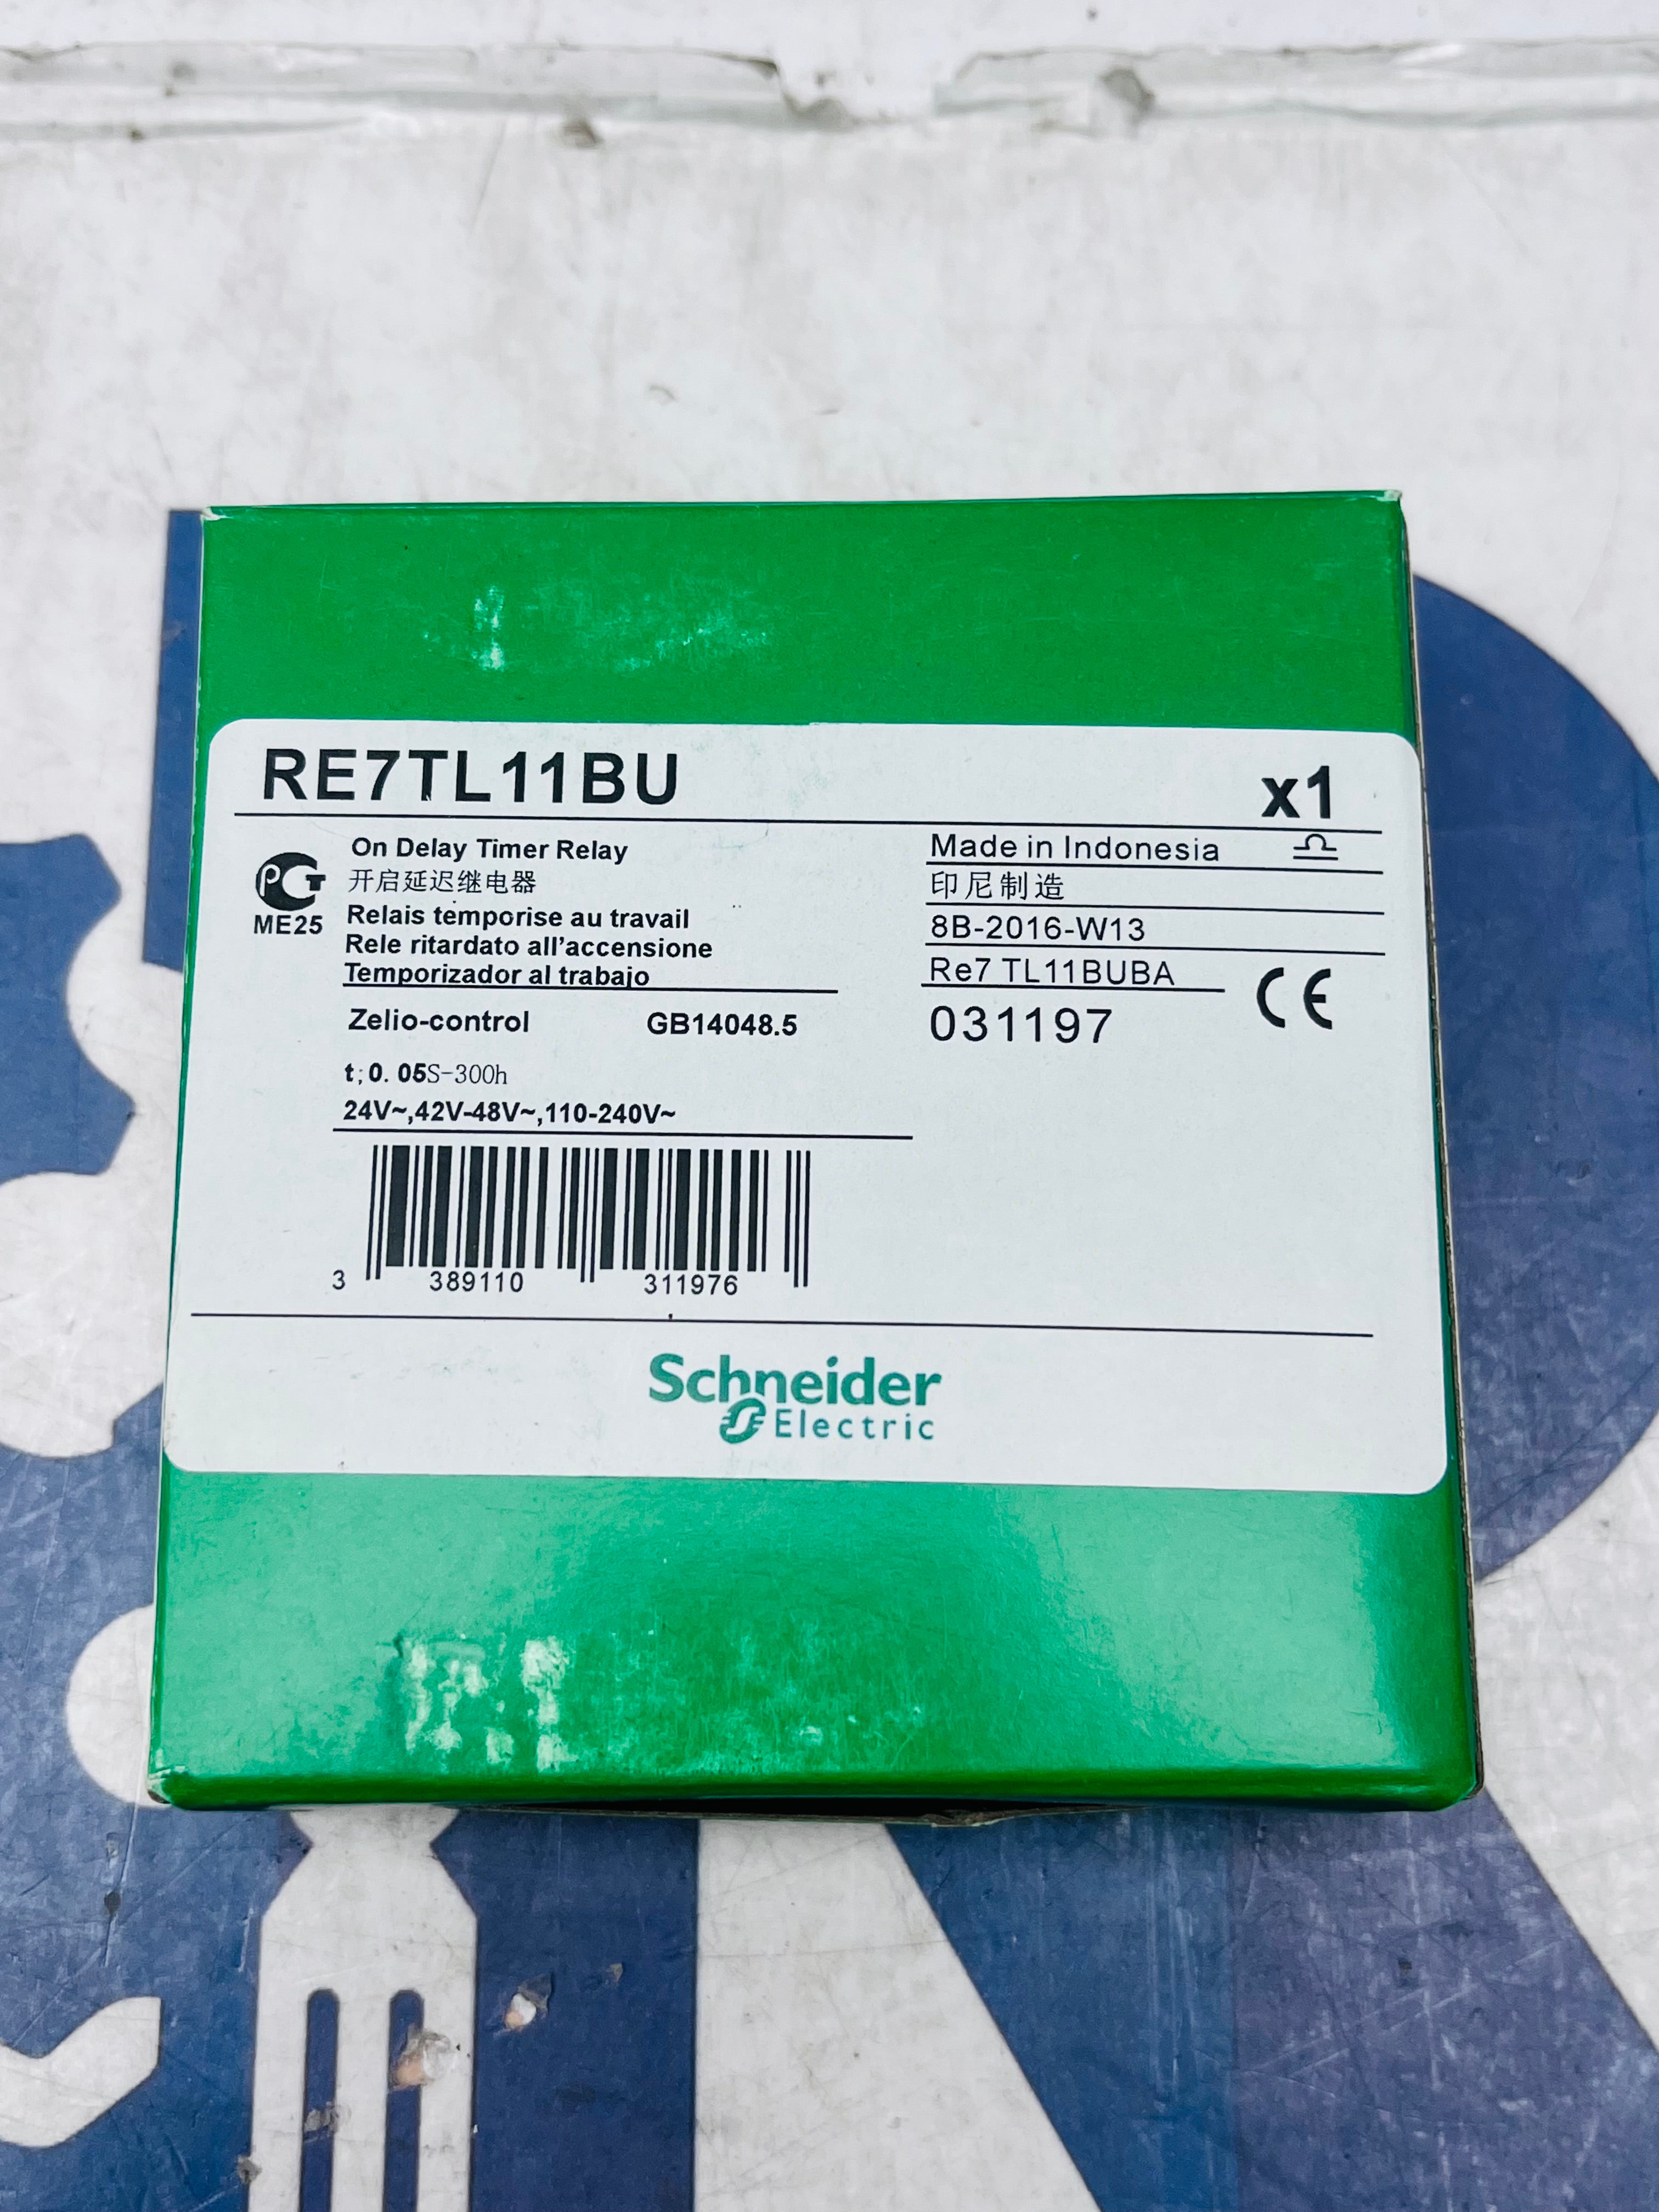 RE7TL11BU
x1
On Delay Timer Relay
开启延迟继电器
Relais temporise au travail
Rele ritardato all'accensione
Temporizador al trabajo
РСТ
ME25
Made in Indonesia
印尼制造
8B-2016-W13
Re7 TL11BUBA
031197
CE
Zelio-control GB14048.5
t;0.05S-300h
24V~,42V-48V~,110-240V~
3 389110 311976
Schneider
Electric